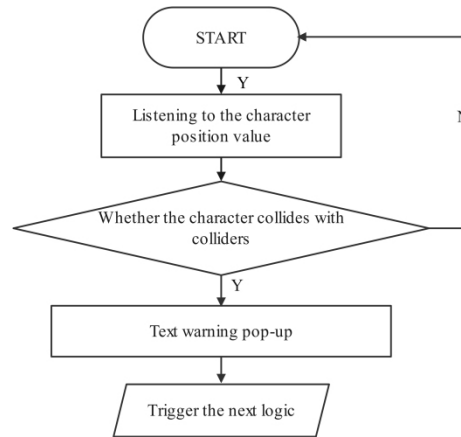 START
Y
Listening to the character
position value
Whether the character collides with
colliders
Y
Text warning pop-up
Trigger the next logic